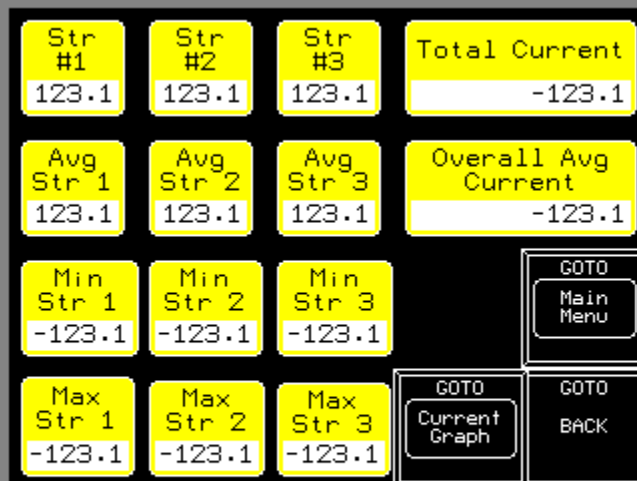 Str
#1
123.1
Str
#2
123.1
Str
#3
123.1
Total Current
-123.1
Avg
Str 1
123.1
Avg
Str 2
123.1
Avg
Str 3
123.1
Overall Avg
Current
-123.1
Min
Str 1
-123.1
Min
Str 2
-123.1
Min
Str 3
-123.1
GOTO
Main
Menu
Max
Str 1
-123.1
Max
Str 2
-123.1
Max
Str 3
-123.1
GOTO
Current
Graph
GOTO
BACK